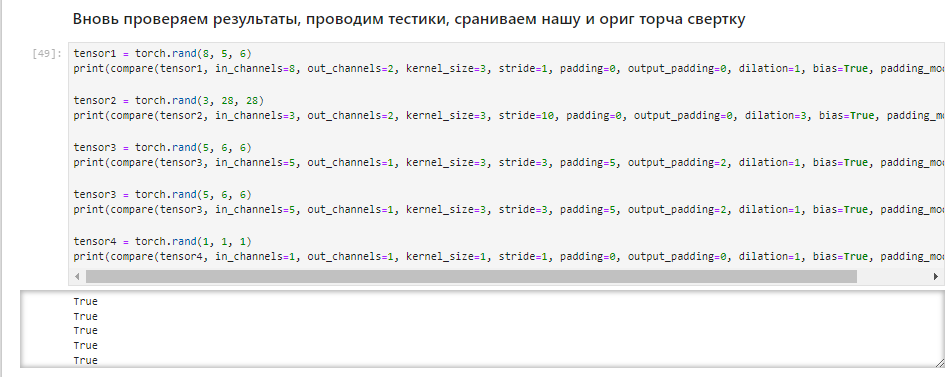 Вновь проверяем результаты, проводим тестики, сраниваем нашу и ориг торча свертку
[49]:
tensor1 = torch.rand(8, 5, 6)
print(compare(tensor1, in_channels=8, out_channels=2, kernel_size=3, stride=1, padding=0, output_padding=0, dilation=1, bias=True, padding_mo
tensor2 = torch.rand(3, 28, 28)
print(compare(tensor2, in_channels=3, out_channels=2, kernel_size=3, stride=10, padding=0, output_padding=0, dilation=3, bias=True, padding_m
tensor3 = torch.rand(5, 6, 6)
print(compare(tensor3, in_channels=5, out_channels=1, kernel_size=3, stride=3, padding=5, output_padding=2, dilation=1, bias=True, padding_mo
tensor3 = torch.rand(5, 6, 6)
print(compare(tensor3, in_channels=5, out_channels=1, kernel_size=3, stride=3, padding=5, output_padding=2, dilation=1, bias=True, padding_mo
tensor4 = torch.rand(1, 1, 1)
print(compare(tensor4, in_channels=1, out_channels=1, kernel_size=1, stride=1, padding=0, output_padding=0, dilation=1, bias=True, padding_mo
True
True
True
True
True